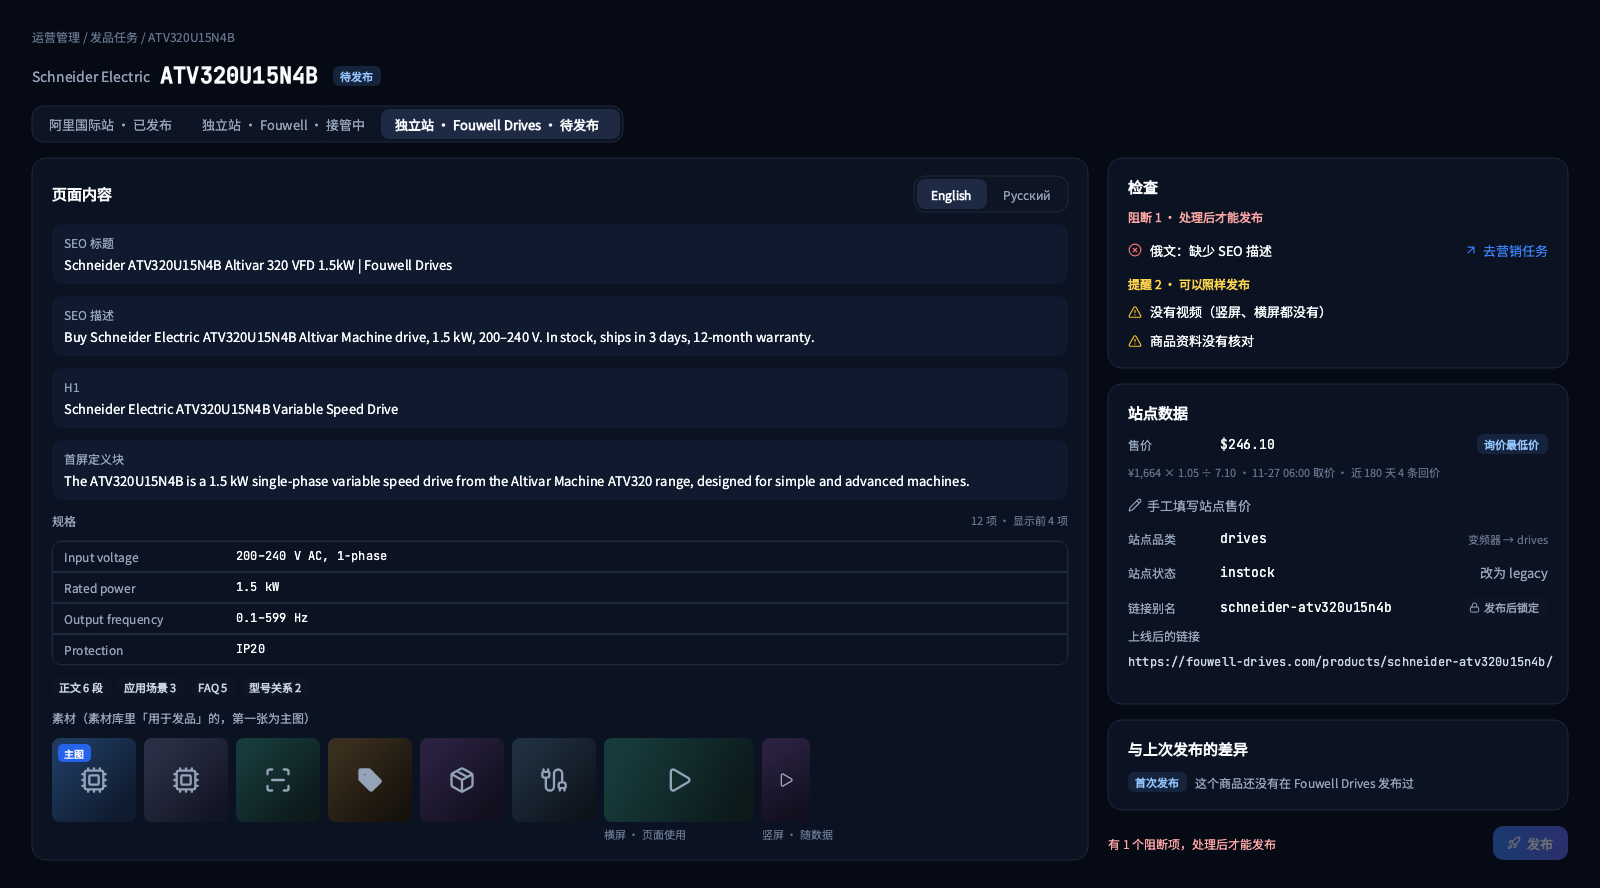 运营管理 / 发品任务 / ATV320U15N4B
Schneider Electric ATV320U15N4B 待发布
阿里国际站 • 已发布 独立站 • Fouwell • 接管中 独立站 • Fouwell Drives • 待发布
页面内容
English Русский
SEO 标题
Schneider ATV320U15N4B Altivar 320 VFD 1.5kW | Fouwell Drives
SEO 描述
Buy Schneider Electric ATV320U15N4B Altivar Machine drive, 1.5 kW, 200–240 V. In stock, ships in 3 days, 12-month warranty.
H1
Schneider Electric ATV320U15N4B Variable Speed Drive
首屏定义块
The ATV320U15N4B is a 1.5 kW single-phase variable speed drive from the Altivar Machine ATV320 range, designed for simple and advanced machines.
规格 12 项 • 显示前 4 项
Input voltage 200–240 V AC, 1-phase
Rated power 1.5 kW
Output frequency 0.1–599 Hz
Protection IP20
正文 6 段 应用场景 3 FAQ 5 型号关系 2
素材（素材库里「用于发品」的，第一张为主图）
主图
横屏 • 页面使用 竖屏 • 随数据
检查
阻断 1 • 处理后才能发布
俄文：缺少 SEO 描述 去营销任务
提醒 2 • 可以照样发布
没有视频（竖屏、横屏都没有）
商品资料没有核对
站点数据
售价 $246.10 询价最低价
¥1,664 × 1.05 ÷ 7.10 • 11-27 06:00 取价 • 近 180 天 4 条回价
手工填写站点售价
站点品类 drives 变频器 → drives
站点状态 instock 改为 legacy
链接别名 schneider-atv320u15n4b 发布后锁定
上线后的链接
https://fouwell-drives.com/products/schneider-atv320u15n4b/
与上次发布的差异
首次发布 这个商品还没有在 Fouwell Drives 发布过
有 1 个阻断项，处理后才能发布 发布